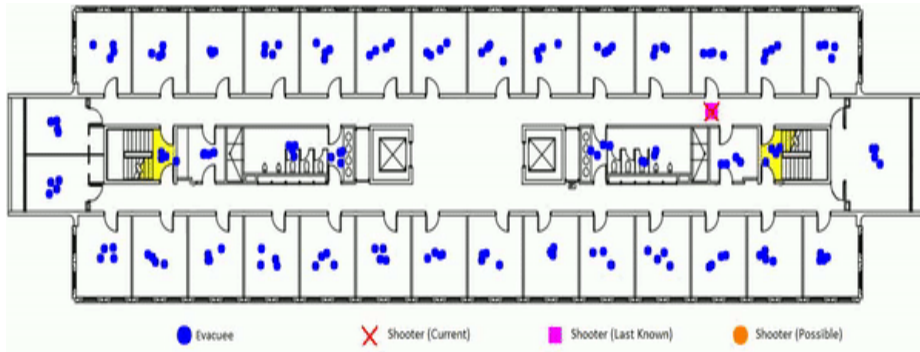 Evacuee
Shooter (Current)
Shooter (Last Known)
Shooter (Possible)